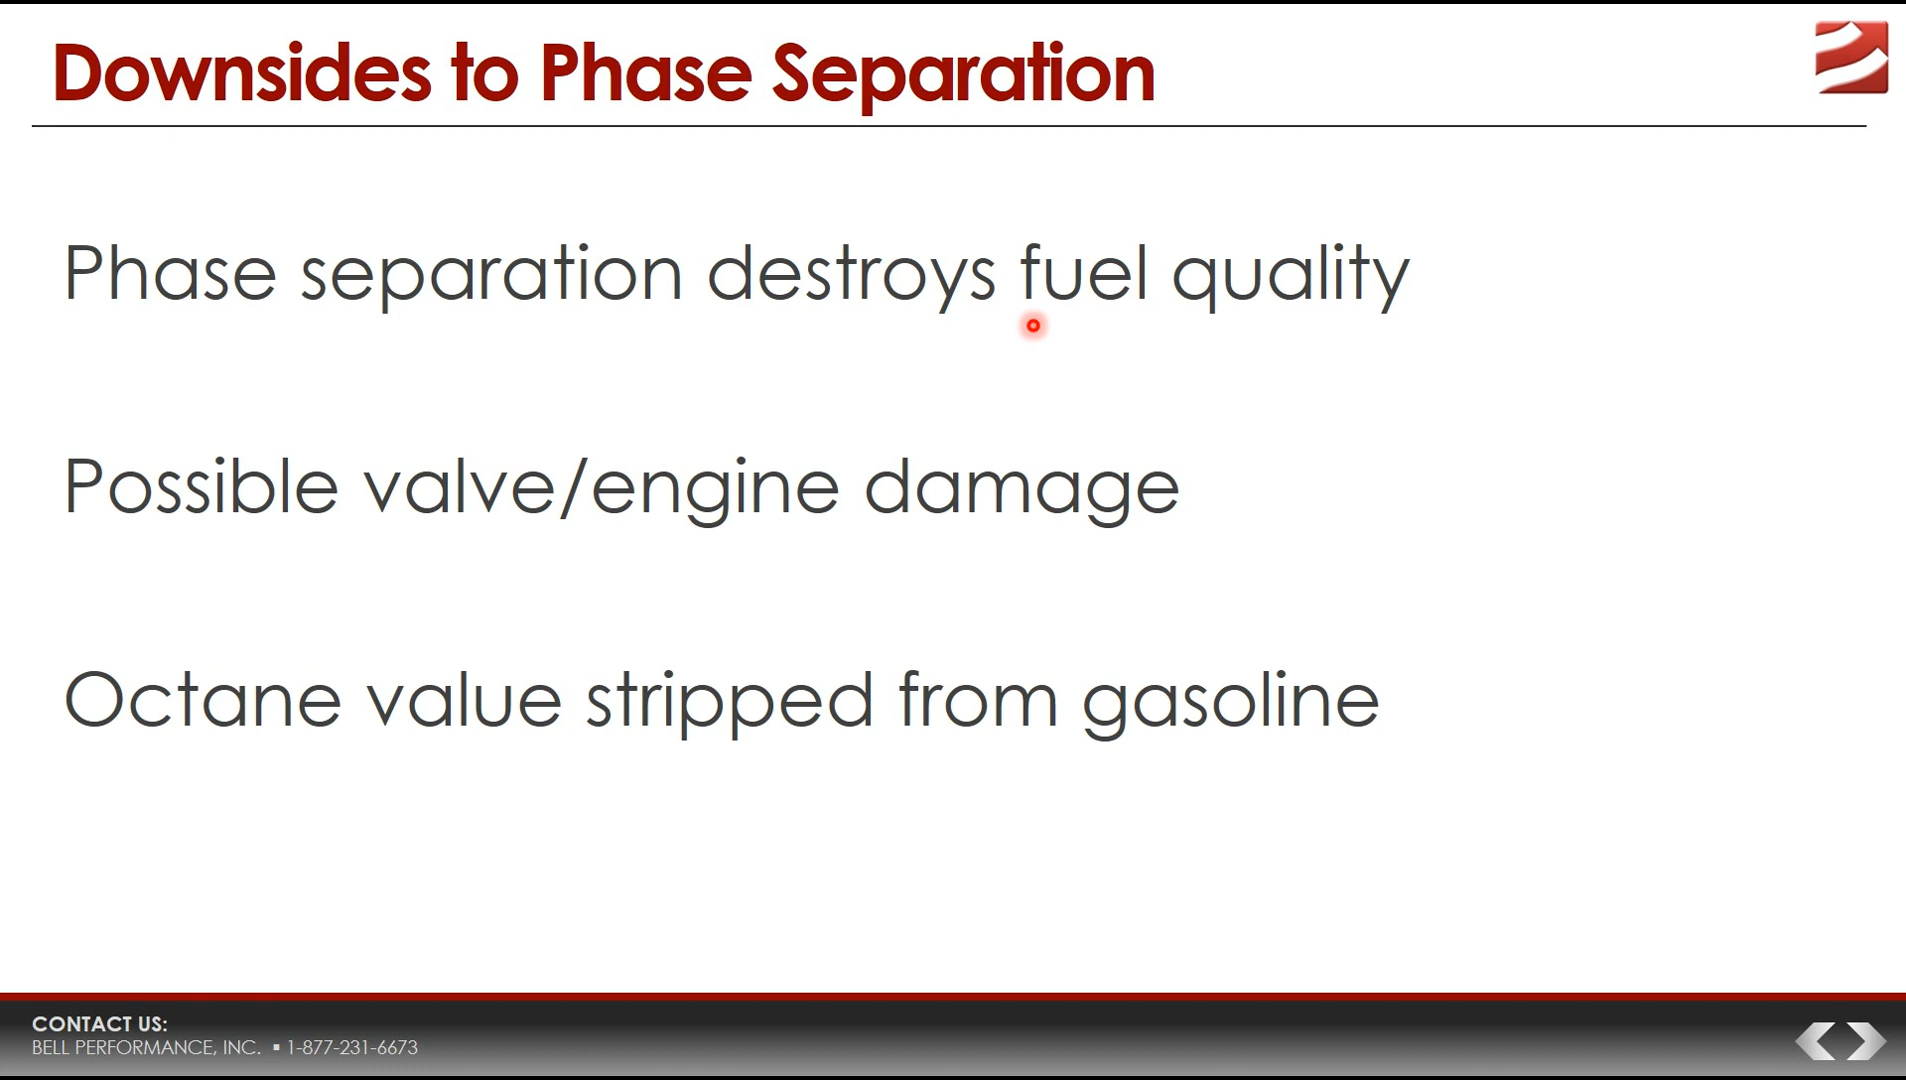 Downsides to Phase Separation
Phase separation destroys fuel quality
Possible valve/engine damage
Octane value stripped from gasoline
CONTACT US:
BELL PERFORMANCE, INC. ▪ 1-877-231-6673